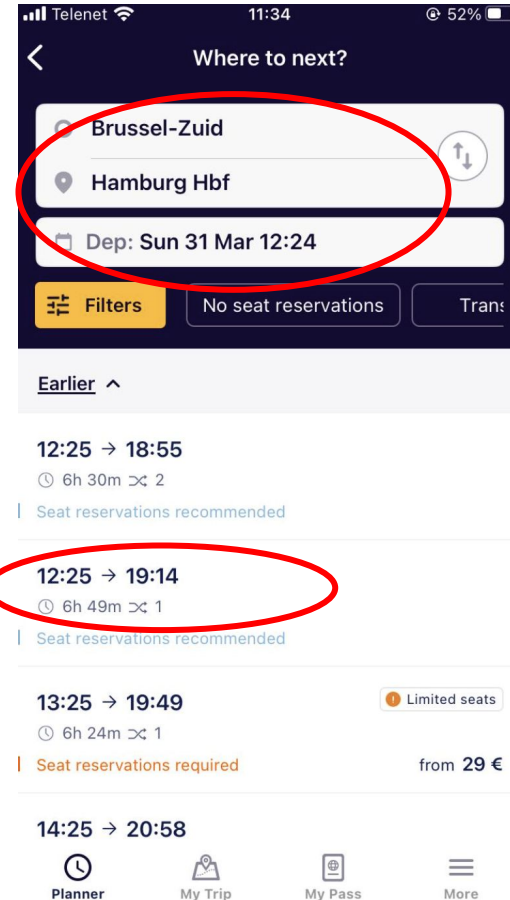 Telenet 11:34 52%
Where to next?
Brussel-Zuid
Hamburg Hbf
Dep: Sun 31 Mar 12:24
Filters No seat reservations Trans
Earlier
12:25 → 18:55
6h 30m 2
Seat reservations recommended
12:25 → 19:14
6h 49m 1
Seat reservations recommended
13:25 → 19:49 Limited seats
6h 24m 1
Seat reservations required from 29 €
14:25 → 20:58
Planner My Trip My Pass More